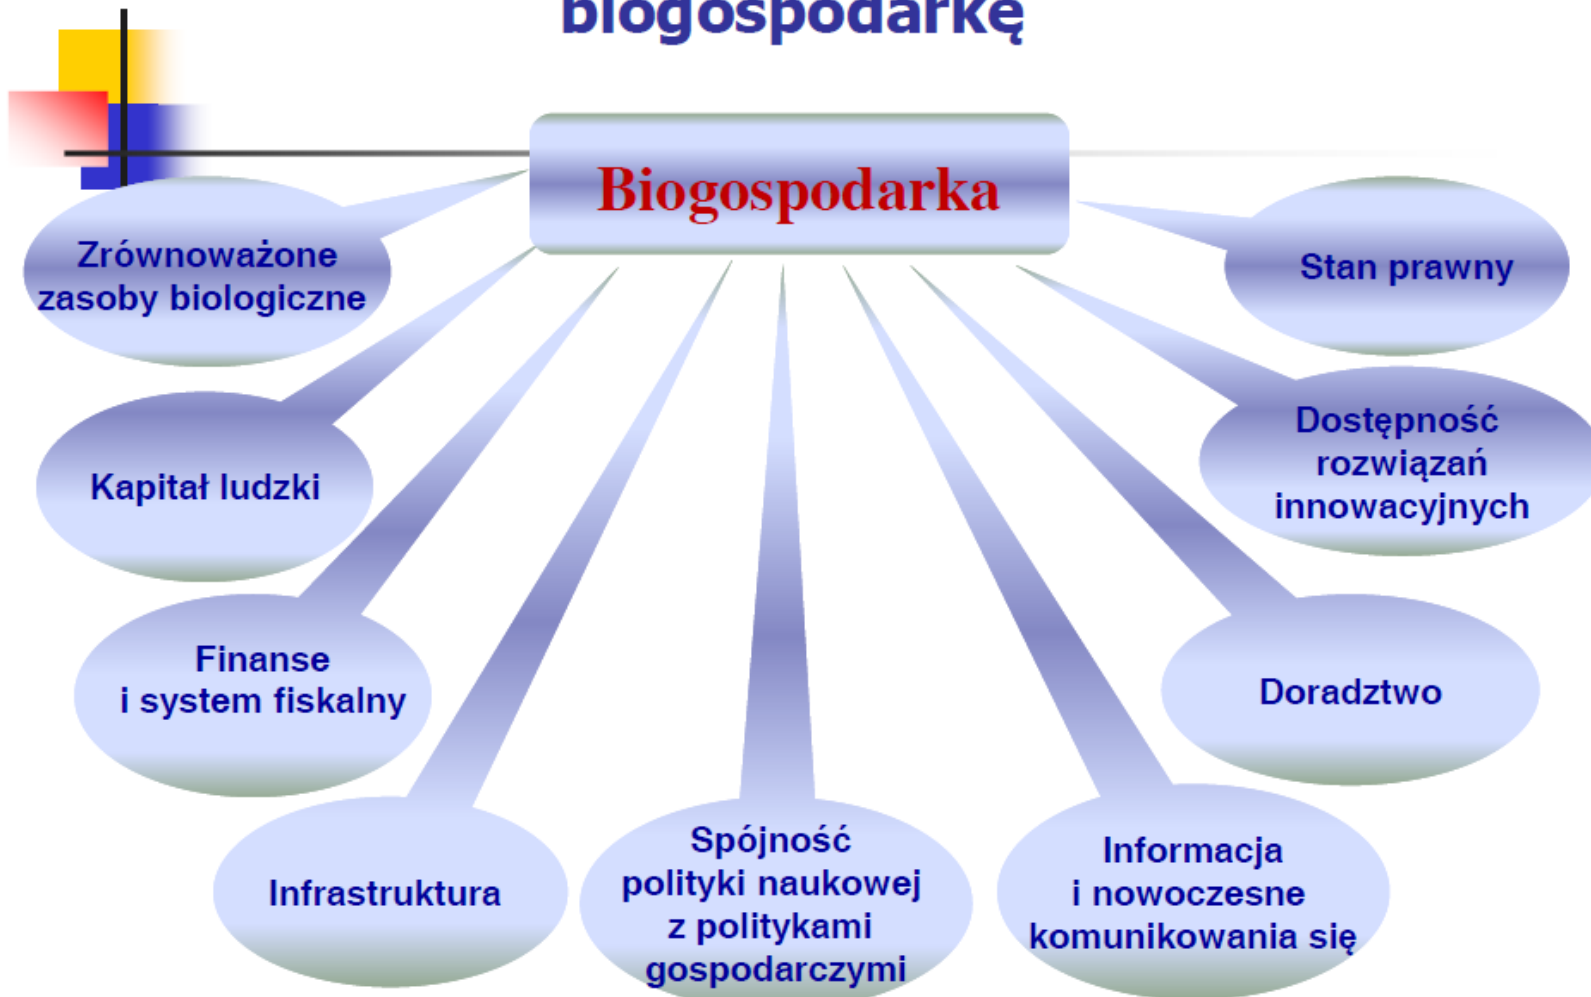 biogospodarkę
Biogospodarka
Zrównoważone
zasoby biologiczne
Kapitał ludzki
Finanse
i system fiskalny
Infrastruktura
Spójność
polityki naukowej
z politykami
gospodarczymi
Informacja
i nowoczesne
komunikowania się
Doradztwo
Dostępność
rozwiązań
innowacyjnych
Stan prawny